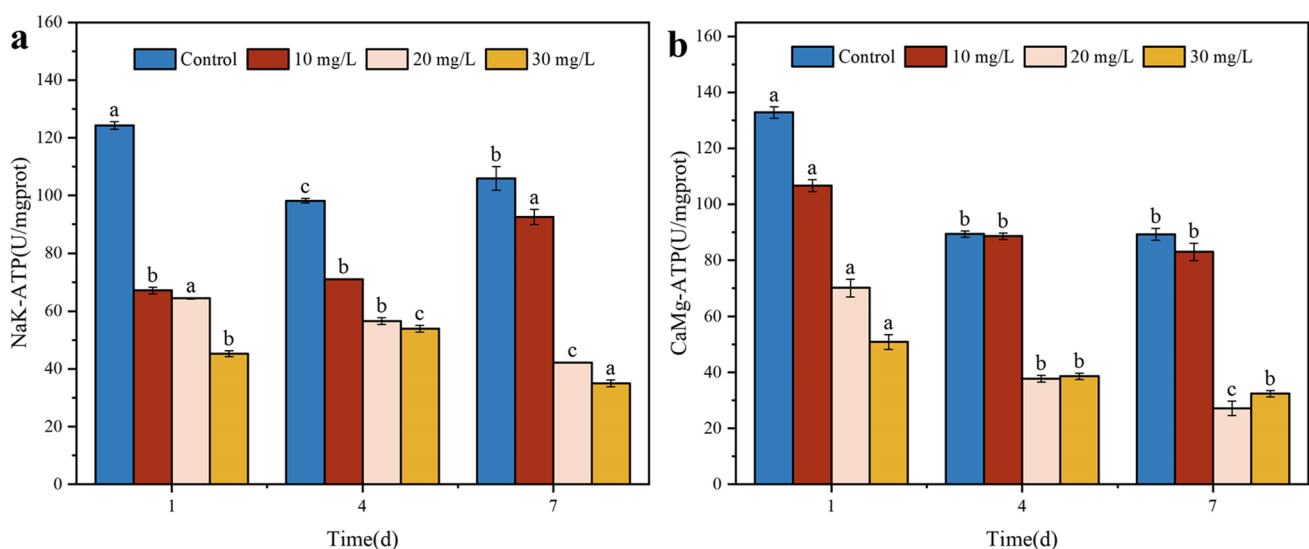 a
Control 10 mg/L 20 mg/L 30 mg/L
NaK-ATP(U/mgprot)
160
140
120
100
80
60
40
20
0
a b a b
c b b c
b a c a
1 4 7
Time(d)
b
Control 10 mg/L 20 mg/L 30 mg/L
CaMg-ATP(U/mgprot)
160
140
120
100
80
60
40
20
0
a a a a
b b b b
b b c b
1 4 7
Time(d)